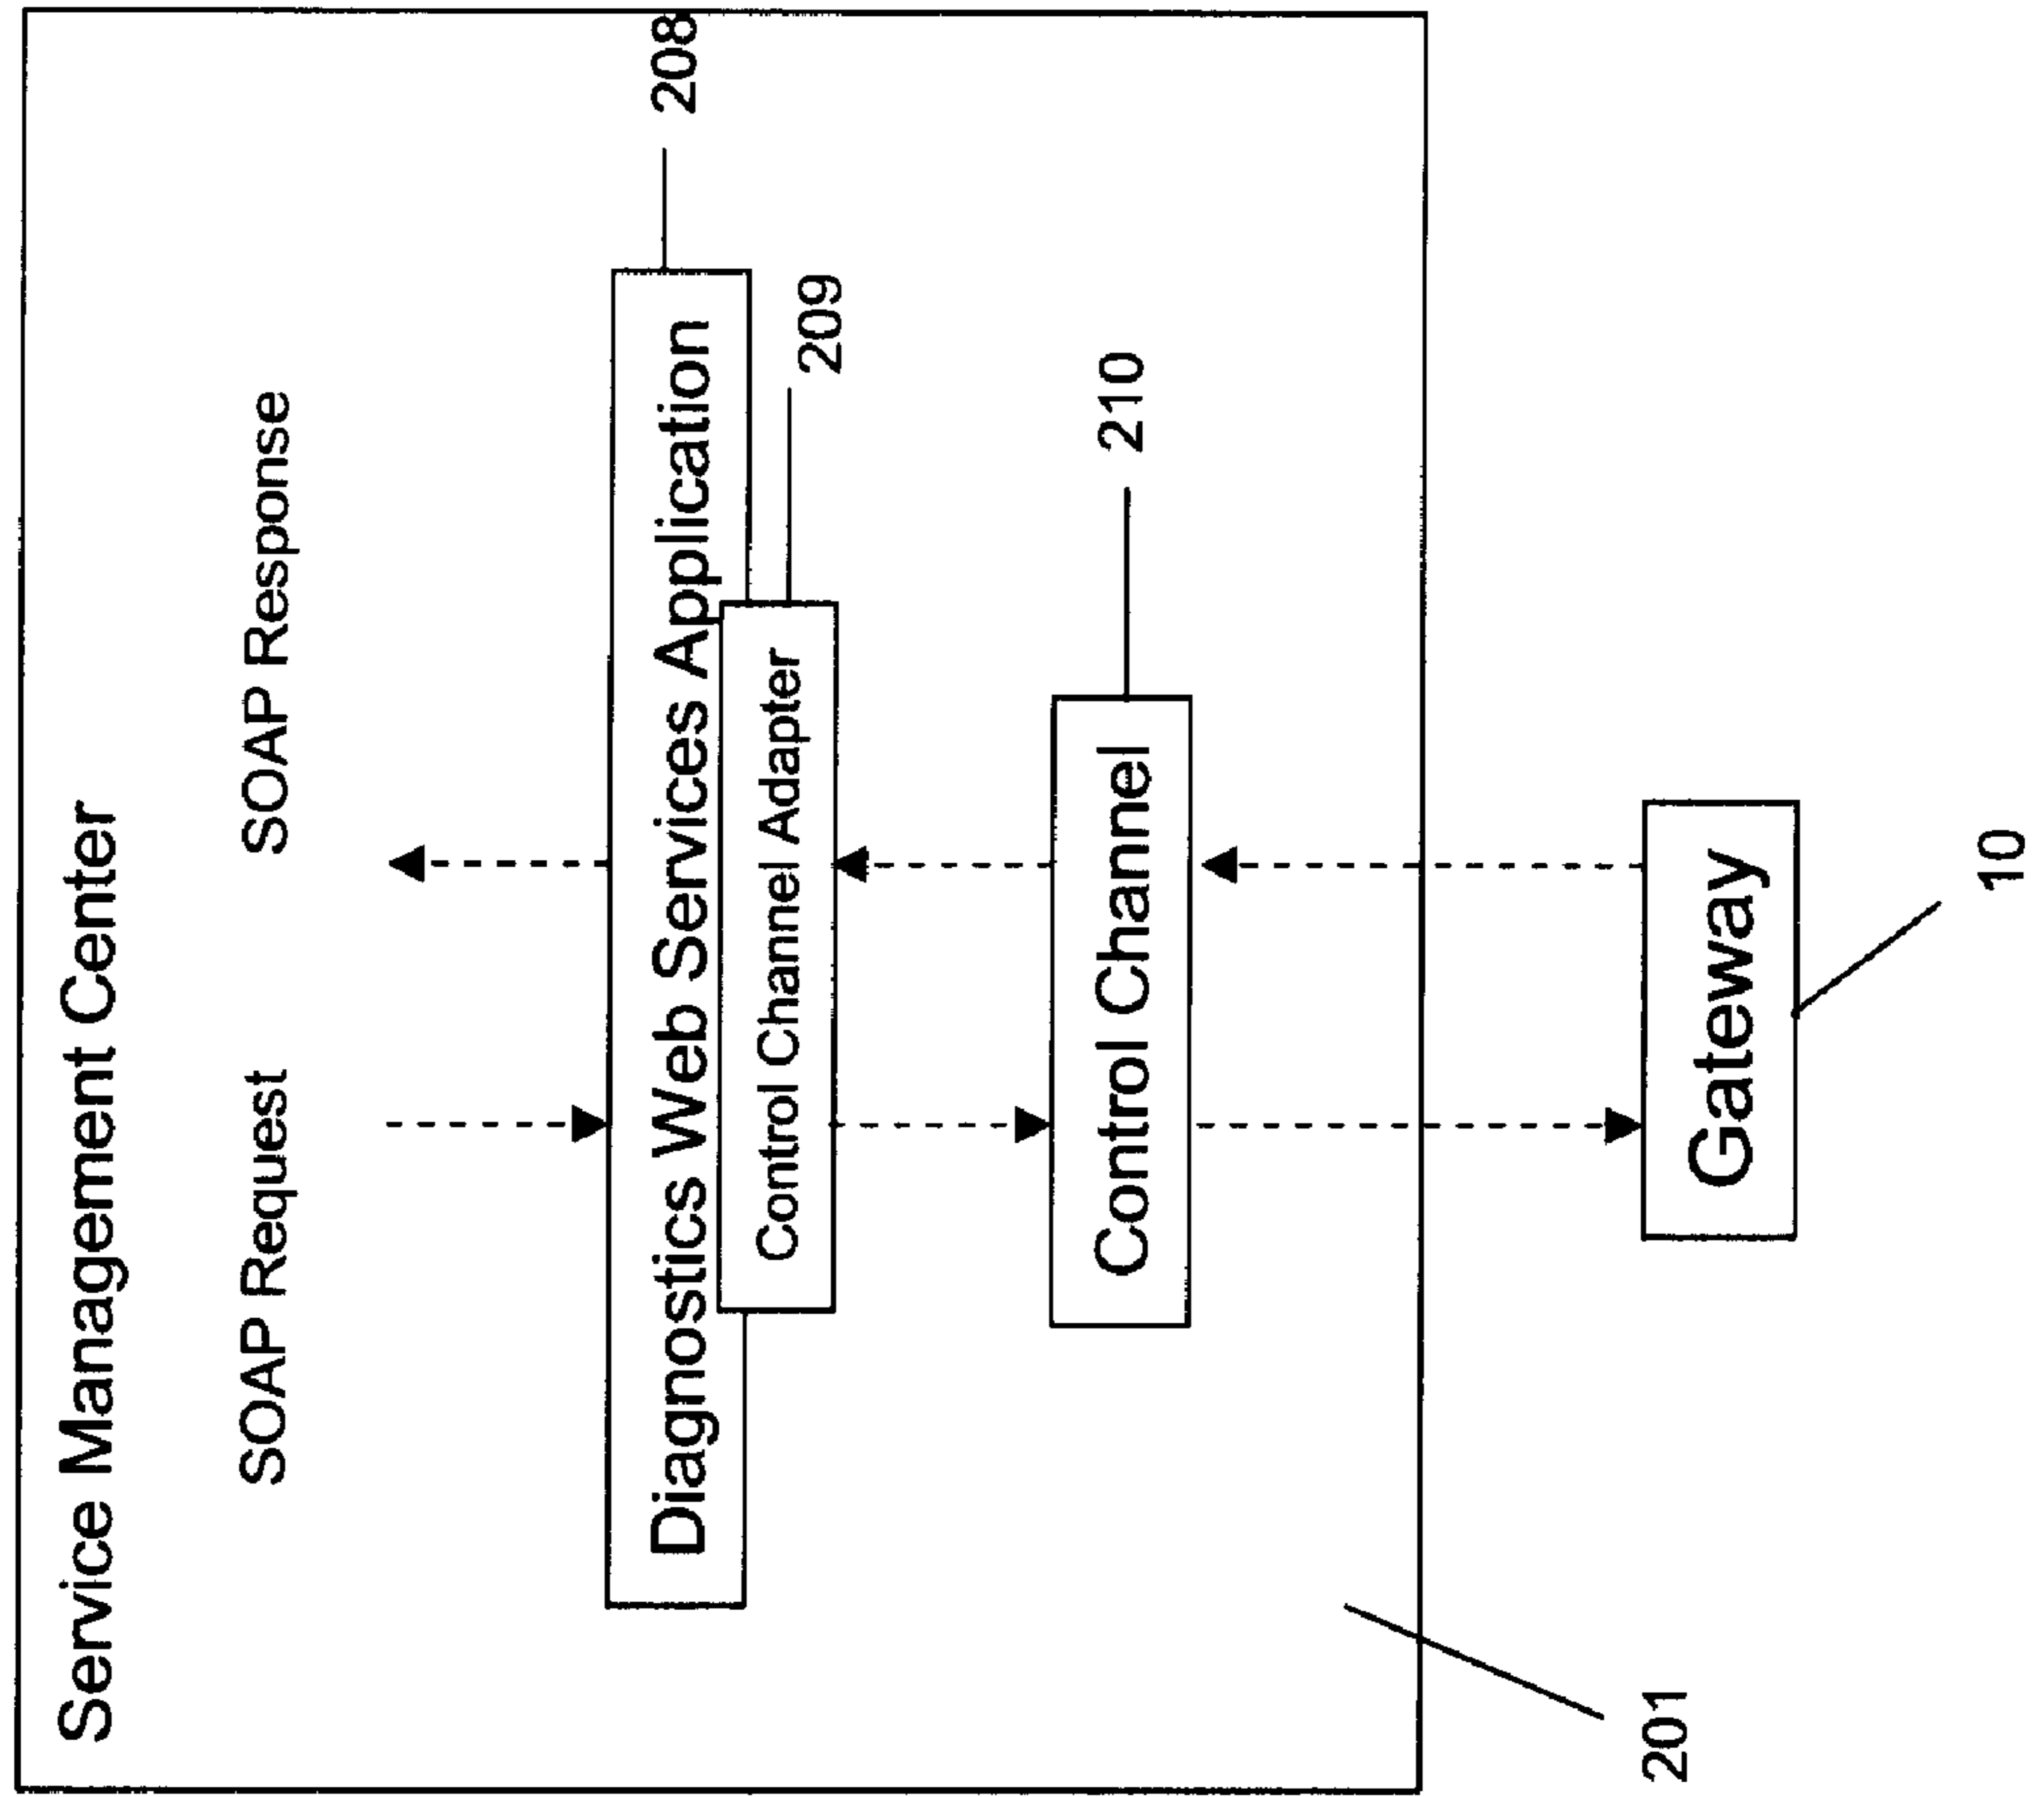 Service Management Center
SOAP Request
SOAP Response
Diagnostics Web Services Application
208
Control Channel Adapter
209
Control Channel
210
201
Gateway
10